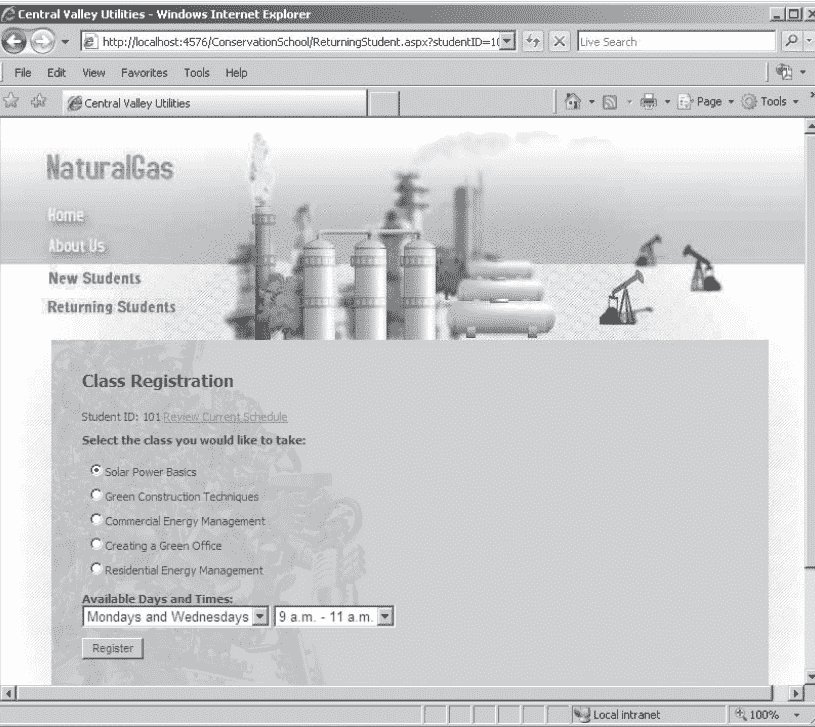 Central Valley Utilities - Windows Internet Explorer
http://localhost:4576/ConservationSchool/ReturningStudent.aspx?studentID=10
Live Search
File Edit View Favorites Tools Help
Central Valley Utilities
Page Tools
NaturalGas
Home
About Us
New Students
Returning Students
Class Registration
Student ID: 101 Review Current Schedule
Select the class you would like to take:
Solar Power Basics
Green Construction Techniques
Commercial Energy Management
Creating a Green Office
Residential Energy Management
Available Days and Times:
Mondays and Wednesdays 9 a.m. - 11 a.m.
Register
Local intranet 100%